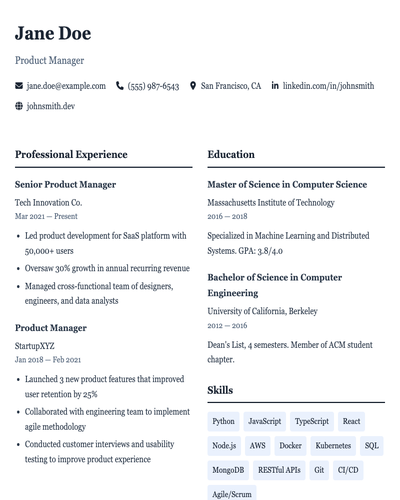 Jane Doe
Product Manager
jane.doe@example.com (555) 987-6543 San Francisco, CA linkedin.com/in/johnsmith
johnsmith.dev
Professional Experience
Senior Product Manager
Tech Innovation Co.
Mar 2021 — Present
• Led product development for SaaS platform with
50,000+ users
• Oversaw 30% growth in annual recurring revenue
• Managed cross-functional team of designers,
engineers, and data analysts
Product Manager
StartupXYZ
Jan 2018 — Feb 2021
• Launched 3 new product features that improved
user retention by 25%
• Collaborated with engineering team to implement
agile methodology
• Conducted customer interviews and usability
testing to improve product experience
Education
Master of Science in Computer Science
Massachusetts Institute of Technology
2016 — 2018
Specialized in Machine Learning and Distributed
Systems. GPA: 3.8/4.0
Bachelor of Science in Computer
Engineering
University of California, Berkeley
2012 — 2016
Dean's List, 4 semesters. Member of ACM student
chapter.
Skills
Python JavaScript TypeScript React
Node.js AWS Docker Kubernetes SQL
MongoDB RESTful APIs Git CI/CD
Agile/Scrum